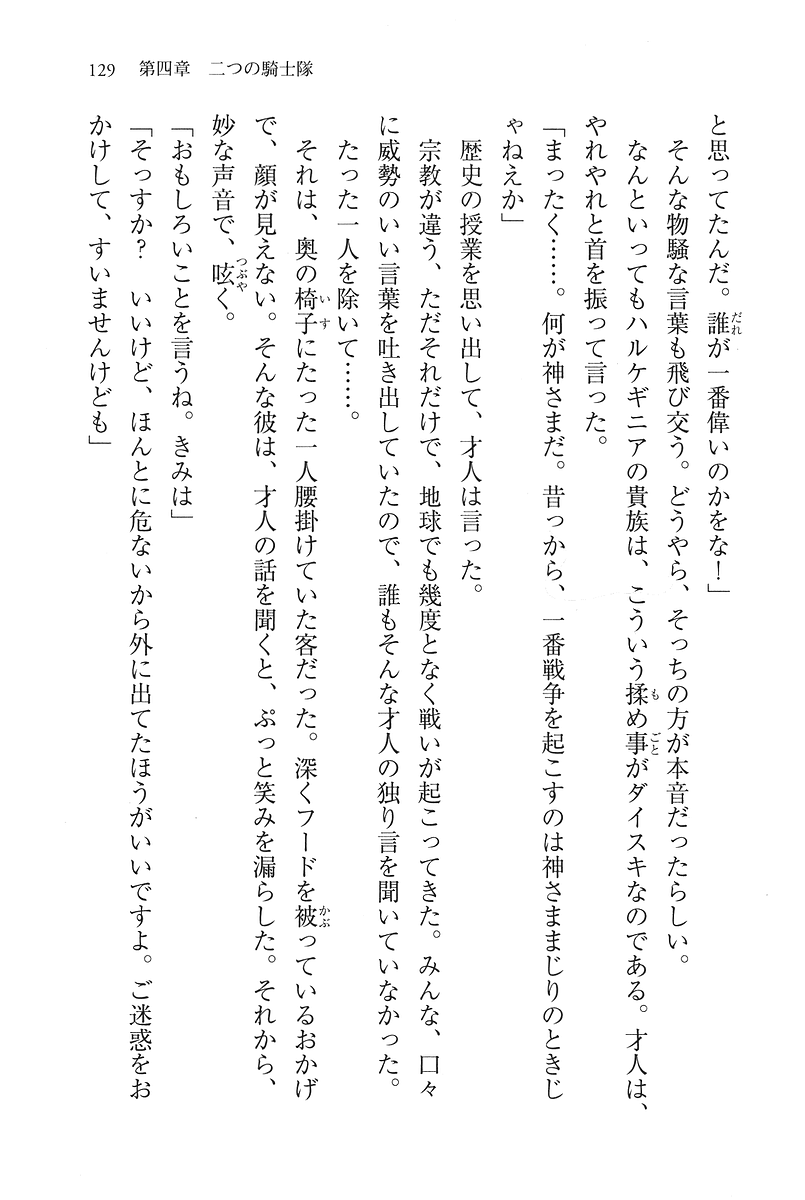 129　第四章　二つの騎士隊
と思ってたんだ。誰が一番偉いのかをな！」
そんな物騒な言葉も飛び交う。どうやら、そっちの方が本音だったらしい。
なんといってもハルケギニアの貴族は、こういう揉め事がダイスキなのである。才人は、
やれやれと首を振って言った。
「まったく……。何が神さまだ。昔っから、一番戦争を起こすのは神さままじりのときじ
ゃねえか」
歴史の授業を思い出して、才人は言った。
宗教が違う、ただそれだけで、地球でも幾度となく戦いが起こってきた。みんな、口々
に威勢のいい言葉を吐き出していたので、誰もそんな才人の独り言を聞いていなかった。
たった一人を除いて……。
それは、奥の椅子にたった一人腰掛けていた客だった。深くフードを被っているおかげ
で、顔が見えない。そんな彼は、才人の話を聞くと、ぷっと笑みを漏らした。それから、
妙な声音で、呟く。
「おもしろいことを言うね。きみは」
「そっすか？　いいけど、ほんとに危ないから外に出てたほうがいいですよ。ご迷惑をお
かけして、すいませんけども」